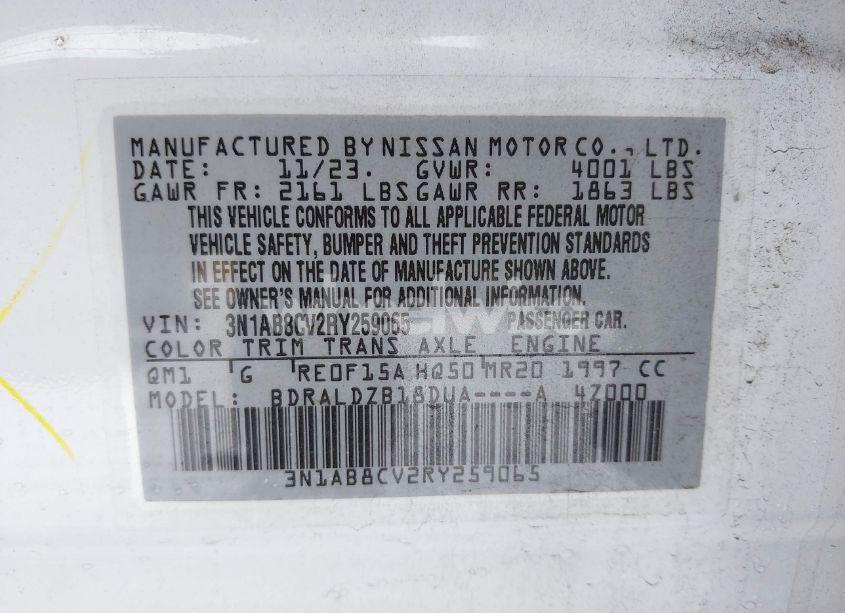 MANUFACTURED BY NISSAN MOTOR CO., LTD.
DATE: 11/23. GVWR: 4001 LBS
GAWR FR: 2161 LBS GAWR RR: 1863 LBS
THIS VEHICLE CONFORMS TO ALL APPLICABLE FEDERAL MOTOR
VEHICLE SAFETY, BUMPER AND THEFT PREVENTION STANDARDS
IN EFFECT ON THE DATE OF MANUFACTURE SHOWN ABOVE.
SEE OWNER'S MANUAL FOR ADDITIONAL INFORMATION.
VIN: 3N1AB8CV2RY259065 PASSENGER CAR.
COLOR TRIM TRANS AXLE ENGINE
QM1 G RE0F15A HQ50 MR20 1997 CC
MODEL: BDRALDZB18DUA----A 4Z000
3N1AB8CV2RY259065